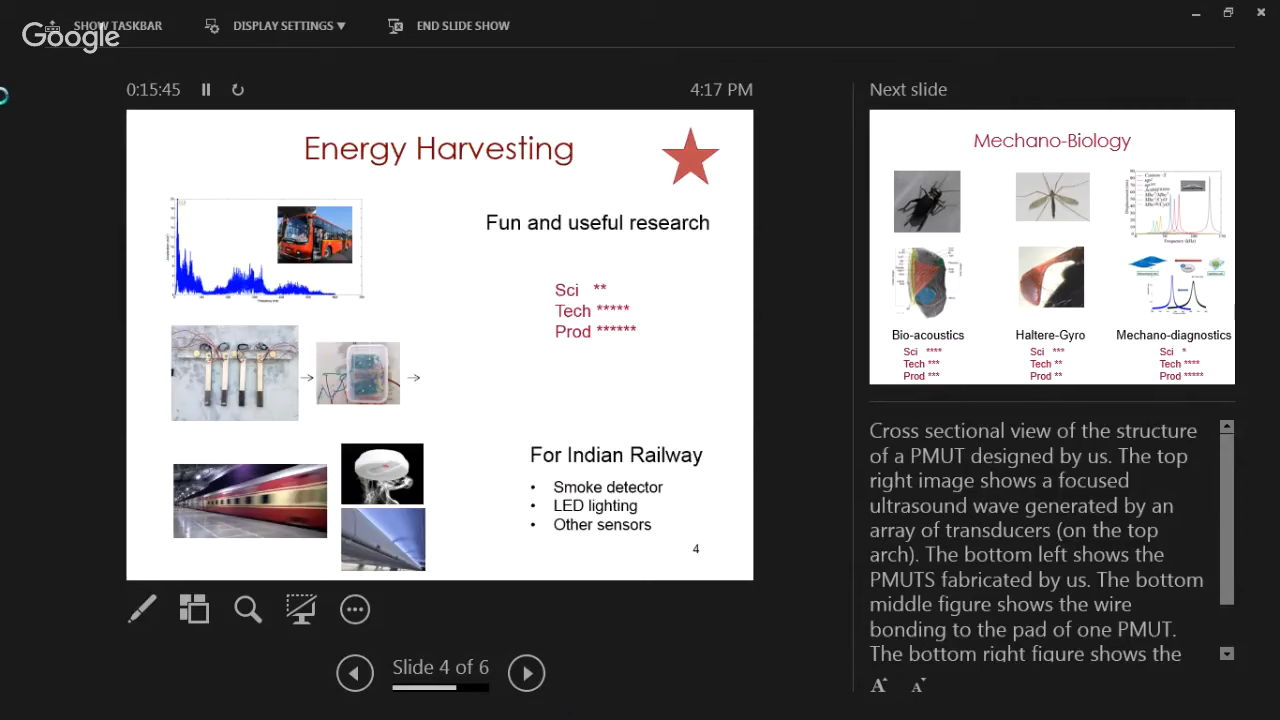 SHOW TASKBAR
DISPLAY SETTINGS
END SLIDE SHOW
Google
0:15:45
4:17 PM
Energy Harvesting
Fun and useful research
Sci **
Tech *****
Prod ******
For Indian Railway
• Smoke detector
• LED lighting
• Other sensors
4
Slide 4 of 6
Next slide
Mechano-Biology
Bio-acoustics
Sci ****
Tech ***
Prod ***
Haltere-Gyro
Sci ***
Tech **
Prod **
Mechano-diagnostics
Sci *
Tech ****
Prod *****
Cross sectional view of the structure
of a PMUT designed by us. The top
right image shows a focused
ultrasound wave generated by an
array of transducers (on the top
arch). The bottom left shows the
PMUTS fabricated by us. The bottom
middle figure shows the wire
bonding to the pad of one PMUT.
The bottom right figure shows the
A A